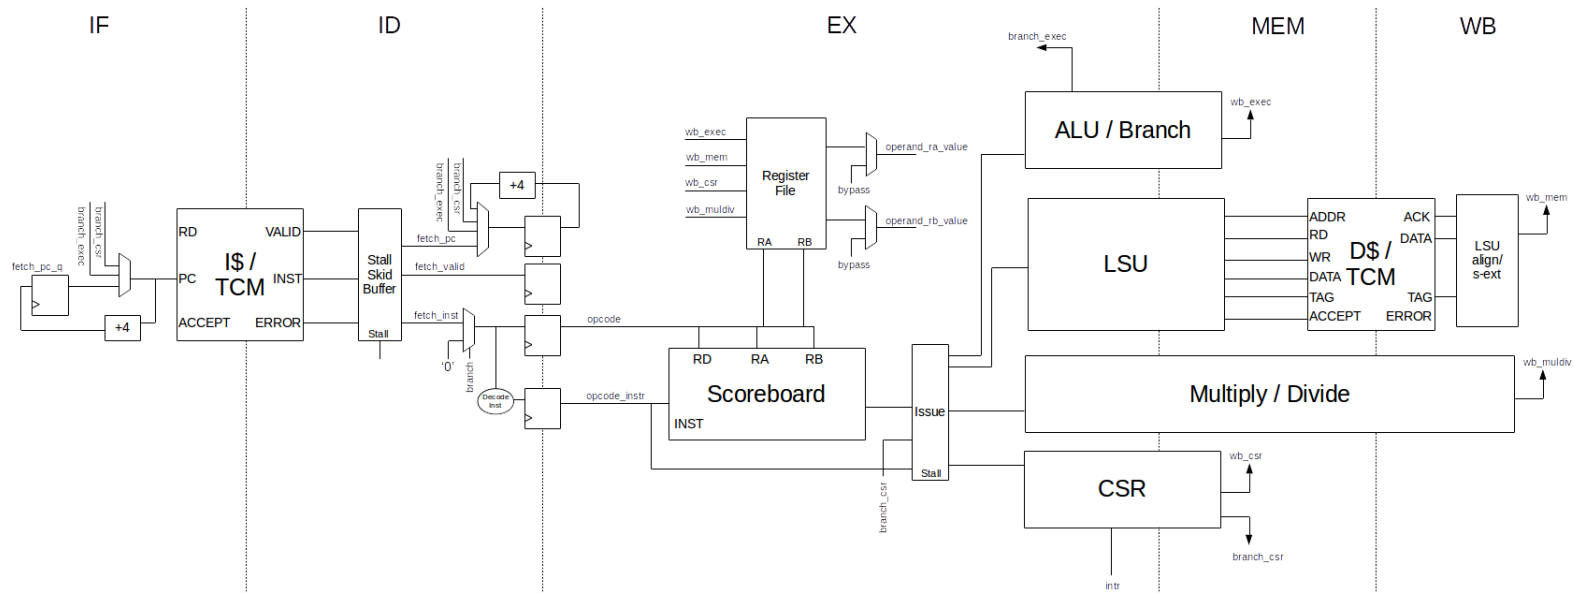 IF
ID
EX
MEM
WB
fetch_pc_q
branch_exec
branch_csr
+4
RD
PC
ACCEPT
I$ /
TCM
VALID
INST
ERROR
Stall
Skid
Buffer
Stall
branch_exec
branch_csr
+4
fetch_pc
fetch_valid
fetch_inst
'0'
branch
Decode
Inst
opcode
opcode_instr
wb_exec
wb_mem
wb_csr
wb_muldiv
Register
File
RA
RB
operand_ra_value
bypass
operand_rb_value
bypass
RD
RA
RB
Scoreboard
INST
branch_csr
Issue
Stall
branch_exec
ALU / Branch
wb_exec
LSU
ADDR
RD
WR
DATA
TAG
ACCEPT
D$ /
TCM
ACK
DATA
TAG
ERROR
LSU
align/
s-ext
wb_mem
Multiply / Divide
wb_muldiv
CSR
wb_csr
branch_csr
intr